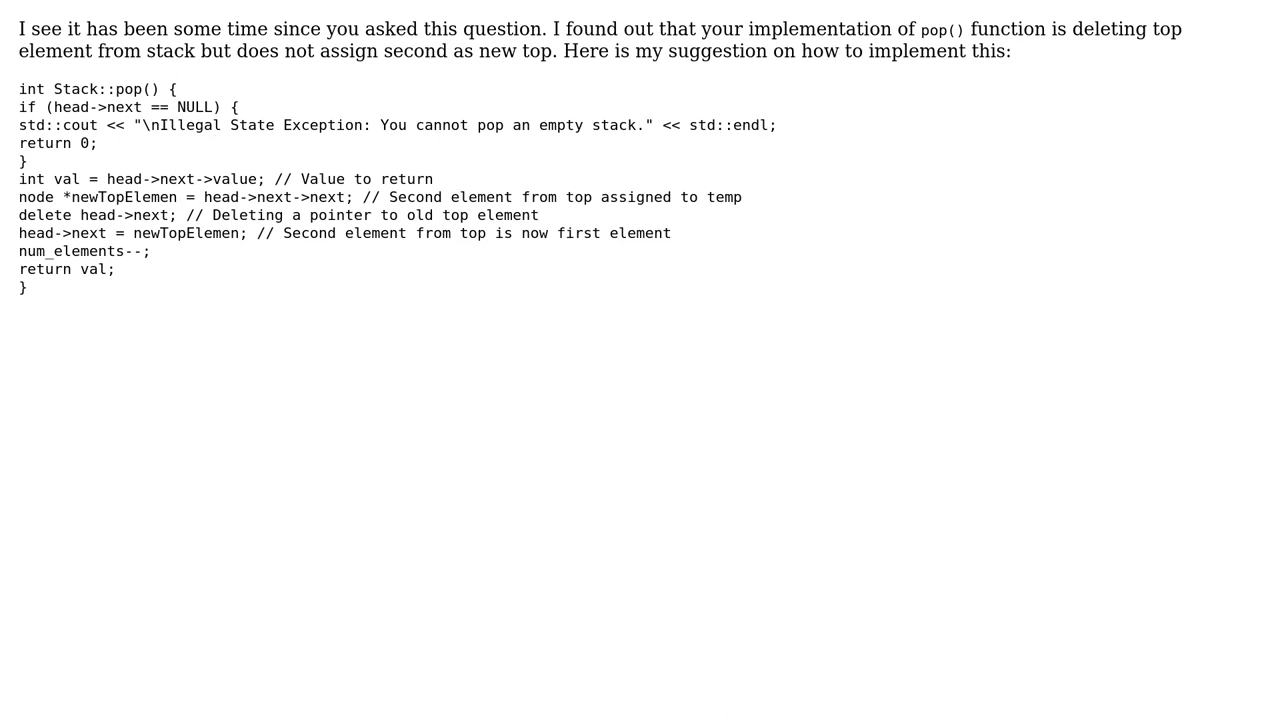 I see it has been some time since you asked this question. I found out that your implementation of pop() function is deleting top
element from stack but does not assign second as new top. Here is my suggestion on how to implement this:
int Stack::pop() {
if (head->next == NULL) {
std::cout << "\nIllegal State Exception: You cannot pop an empty stack." << std::endl;
return 0;
}
int val = head->next->value; // Value to return
node *newTopElemen = head->next->next; // Second element from top assigned to temp
delete head->next; // Deleting a pointer to old top element
head->next = newTopElemen; // Second element from top is now first element
num_elements--;
return val;
}